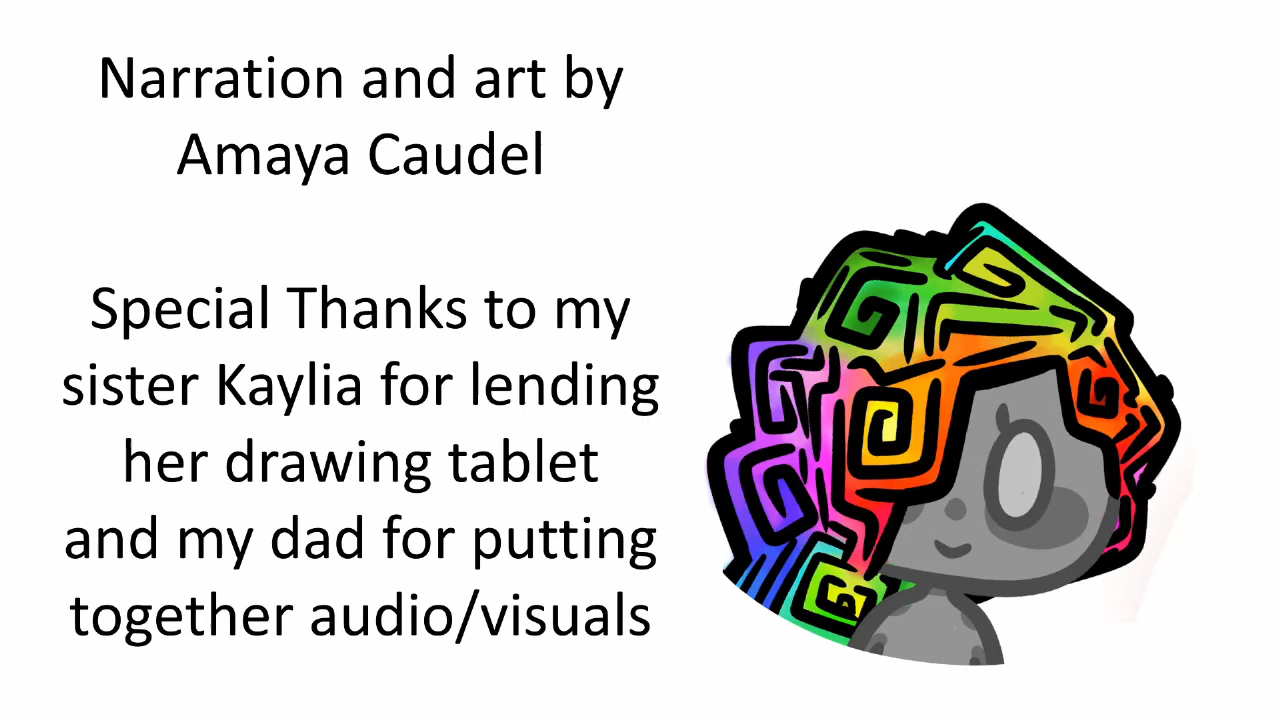 Narration and art by
Amaya Caudel
Special Thanks to my
sister Kaylia for lending
her drawing tablet
and my dad for putting
together audio/visuals